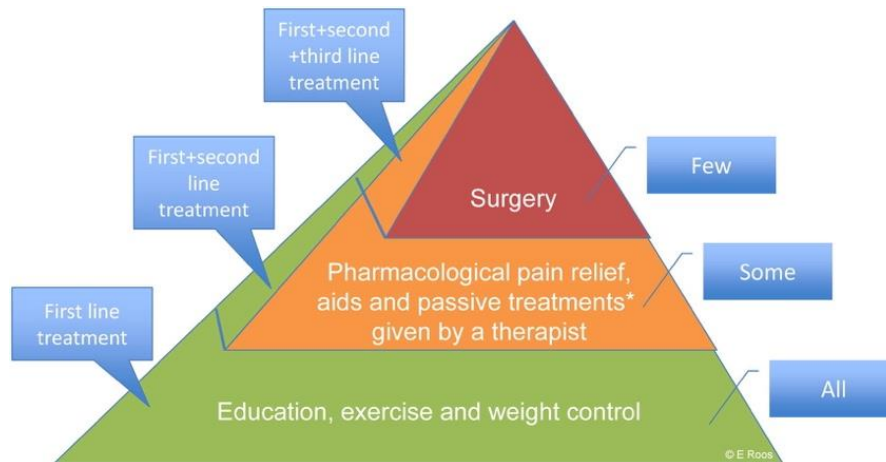 First+second
+third line
treatment
First+second
line
treatment
First line
treatment
Surgery
Few
Pharmacological pain relief,
aids and passive treatments*
given by a therapist
Some
Education, exercise and weight control
All
© E Roos